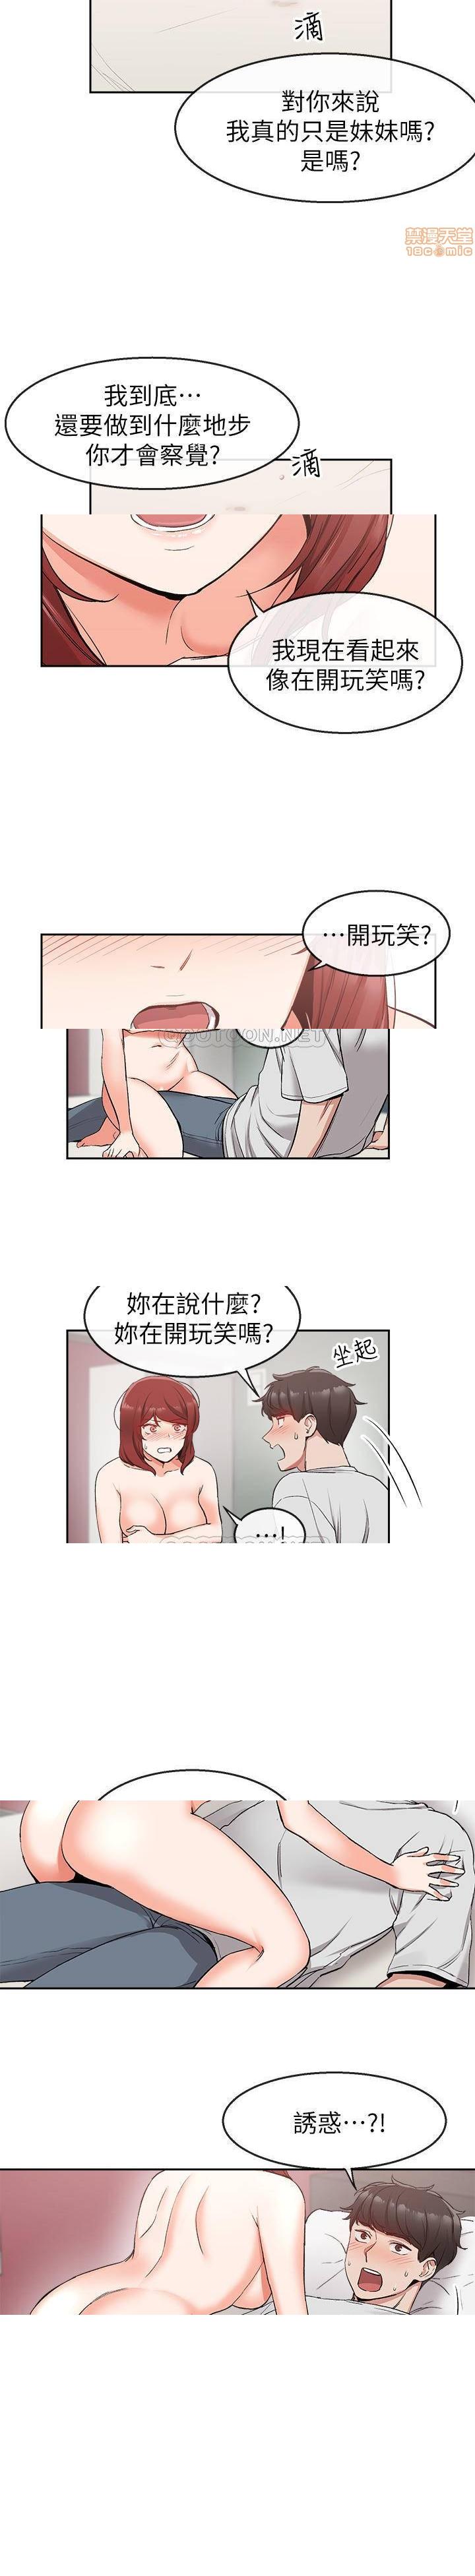 滴
對你來說
我真的只是妹妹嗎?
是嗎?
禁漫天堂
18comic
我到底…
還要做到什麼地步
你才會察覺?
滴
我現在看起來
像在開玩笑嗎?
…開玩笑?
TOPTOON.NET
妳在說什麼?
妳在開玩笑嗎?
坐起
…!
誘惑…?!